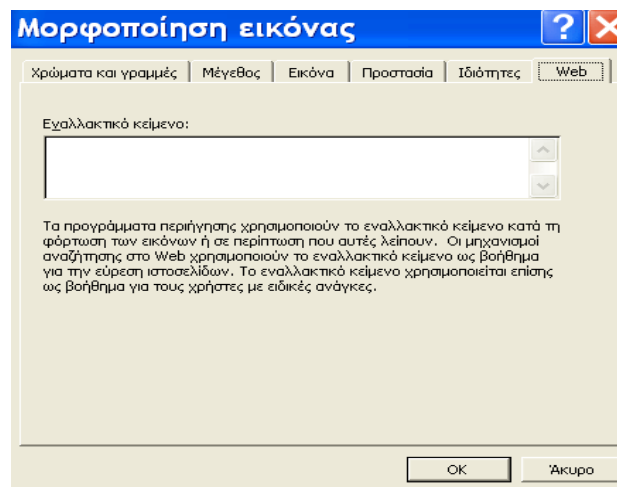 Μορφοποίηση εικόνας
Χρώματα και γραμμές Μέγεθος Εικόνα Προστασία Ιδιότητες Web
Εναλλακτικό κείμενο:
Τα προγράμματα περιήγησης χρησιμοποιούν το εναλλακτικό κείμενο κατά τη
φόρτωση των εικόνων ή σε περίπτωση που αυτές λείπουν. Οι μηχανισμοί
αναζήτησης στο Web χρησιμοποιούν το εναλλακτικό κείμενο ως βοήθημα
για την εύρεση ιστοσελίδων. Το εναλλακτικό κείμενο χρησιμοποιείται επίσης
ως βοήθημα για τους χρήστες με ειδικές ανάγκες.
OK Άκυρο